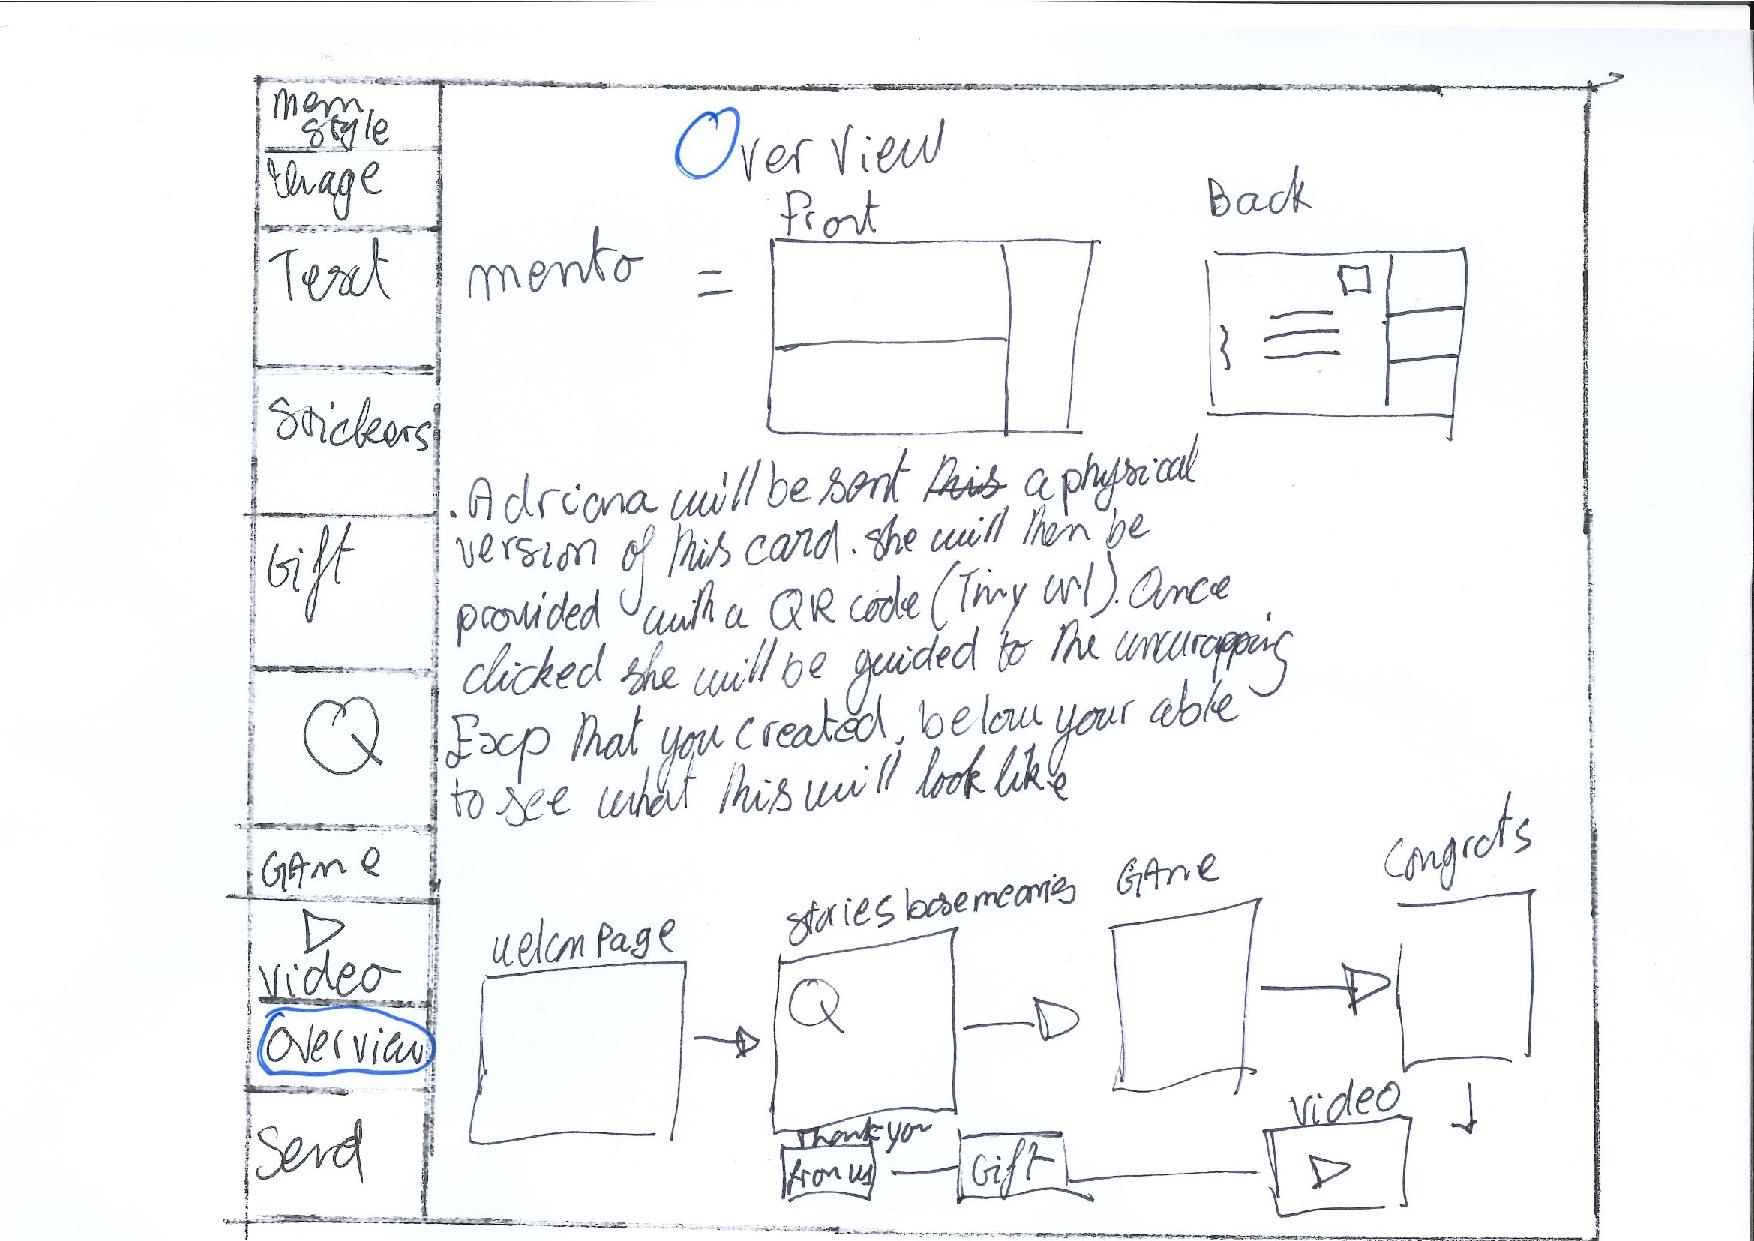 Mem
Style
Image
Text
Stickers
Gift
Q
GAme
Video
Overview
Send
Overview
front
Back
mento =
. Adriana will be sent this a physical
version of this card. she will then be
provided with a QR code (Tiny url). Once
clicked she will be guided to the unwrapping
Exp that you created, below your able
to see what this will look like
welcm Page
stories base memories
Q
GAme
Congrats
Video
Gift
Thank you
from us